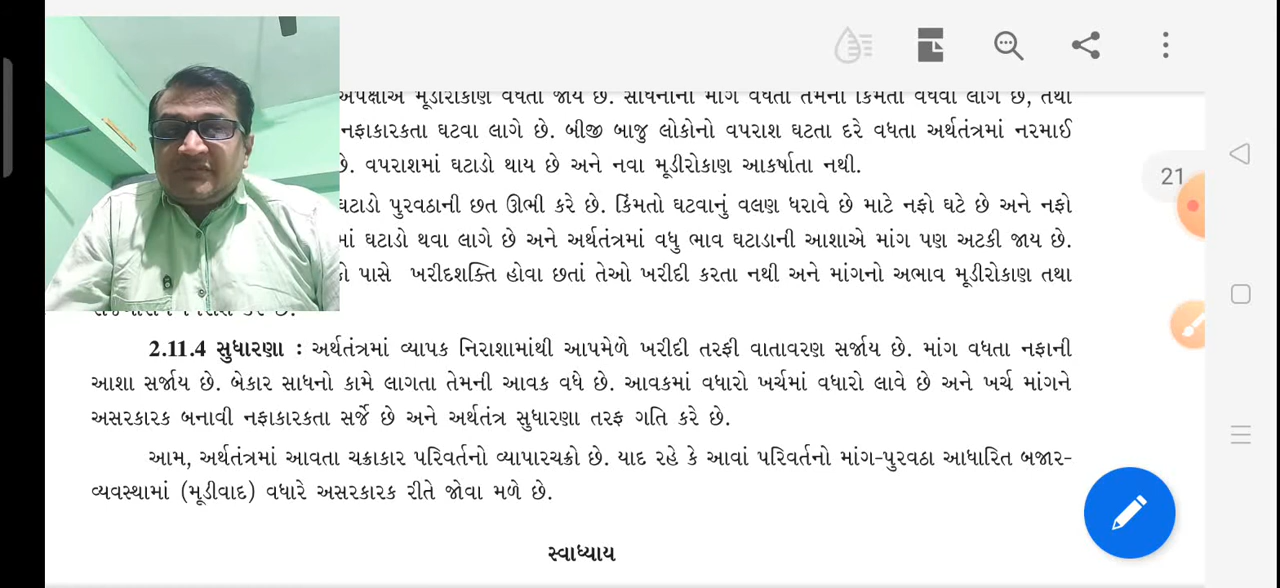 અપેક્ષાએ મૂડીરોકાણ વધતા જાય છે. સાધનોની માંગ વધતા તેમની કિંમતો વધવા લાગે છે, તથા
નફાકારકતા ઘટવા લાગે છે. બીજી બાજુ લોકોનો વપરાશ ઘટતા દરે વધતા અર્થતંત્રમાં નરમાઈ
21
છે. વપરાશમાં ઘટાડો થાય છે અને નવા મૂડીરોકાણ આકર્ષાતા નથી.
ઘટાડો પુરવઠાની છત ઊભી કરે છે. કિંમતો ઘટવાનું વલણ ધરાવે છે માટે નફો ઘટે છે અને નફો
ઘટાડો થવા લાગે છે અને અર્થતંત્રમાં વધુ ભાવ ઘટાડાની આશાએ માંગ પણ અટકી જાય છે.
પાસે ખરીદશક્તિ હોવા છતાં તેઓ ખરીદી કરતા નથી અને માંગનો અભાવ મૂડીરોકાણ તથા
2.11.4 સુધારણા : અર્થતંત્રમાં વ્યાપક નિરાશામાંથી આપમેળે ખરીદી તરફી વાતાવરણ સર્જાય છે. માંગ વધતા નફાની
આશા સર્જાય છે. બેકાર સાધનો કામે લાગતા તેમની આવક વધે છે. આવકમાં વધારો ખર્ચમાં વધારો લાવે છે અને ખર્ચ માંગને
અસરકારક બનાવી નફાકારકતા સર્જે છે અને અર્થતંત્ર સુધારણા તરફ ગતિ કરે છે.
આમ, અર્થતંત્રમાં આવતા ચક્રાકાર પરિવર્તનો વ્યાપારચક્રો છે. યાદ રહે કે આવાં પરિવર્તનો માંગ-પુરવઠા આધારિત બજાર-
વ્યવસ્થામાં (મૂડીવાદ) વધારે અસરકારક રીતે જોવા મળે છે.
સ્વાધ્યાય